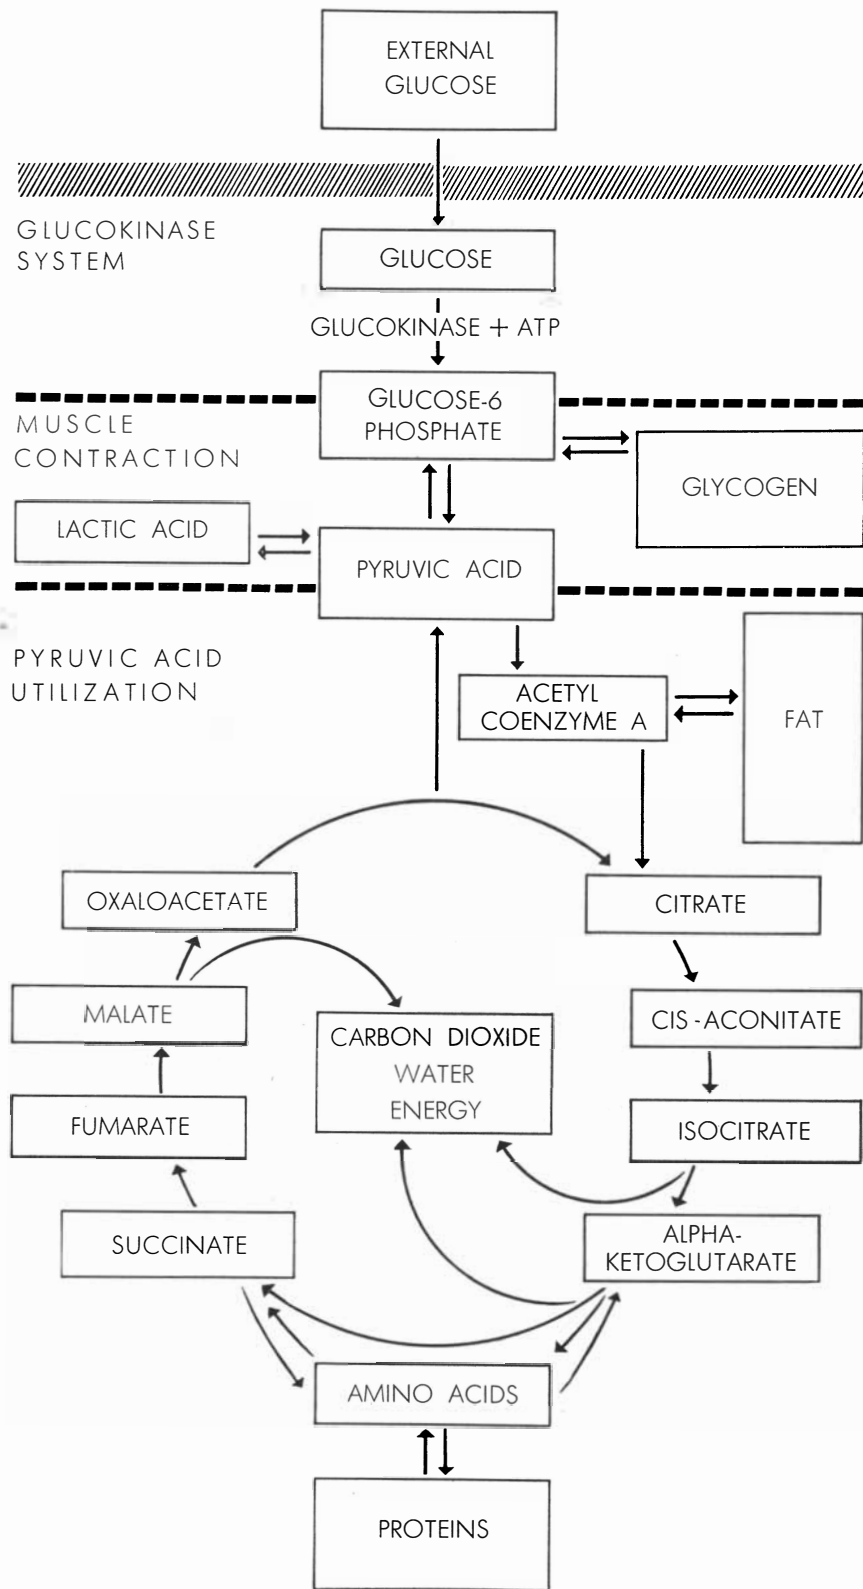 EXTERNAL
GLUCOSE
GLUCOKINASE
SYSTEM
GLUCOSE
GLUCOKINASE + ATP
GLUCOSE-6
PHOSPHATE
MUSCLE
CONTRACTION
GLYCOGEN
LACTIC ACID
PYRUVIC ACID
PYRUVIC ACID
UTILIZATION
ACETYL
COENZYME A
FAT
OXALOACETATE
CITRATE
MALATE
CARBON DIOXIDE
WATER
ENERGY
CIS-ACONITATE
FUMARATE
ISOCITRATE
SUCCINATE
ALPHA-
KETOGLUTARATE
AMINO ACIDS
PROTEINS